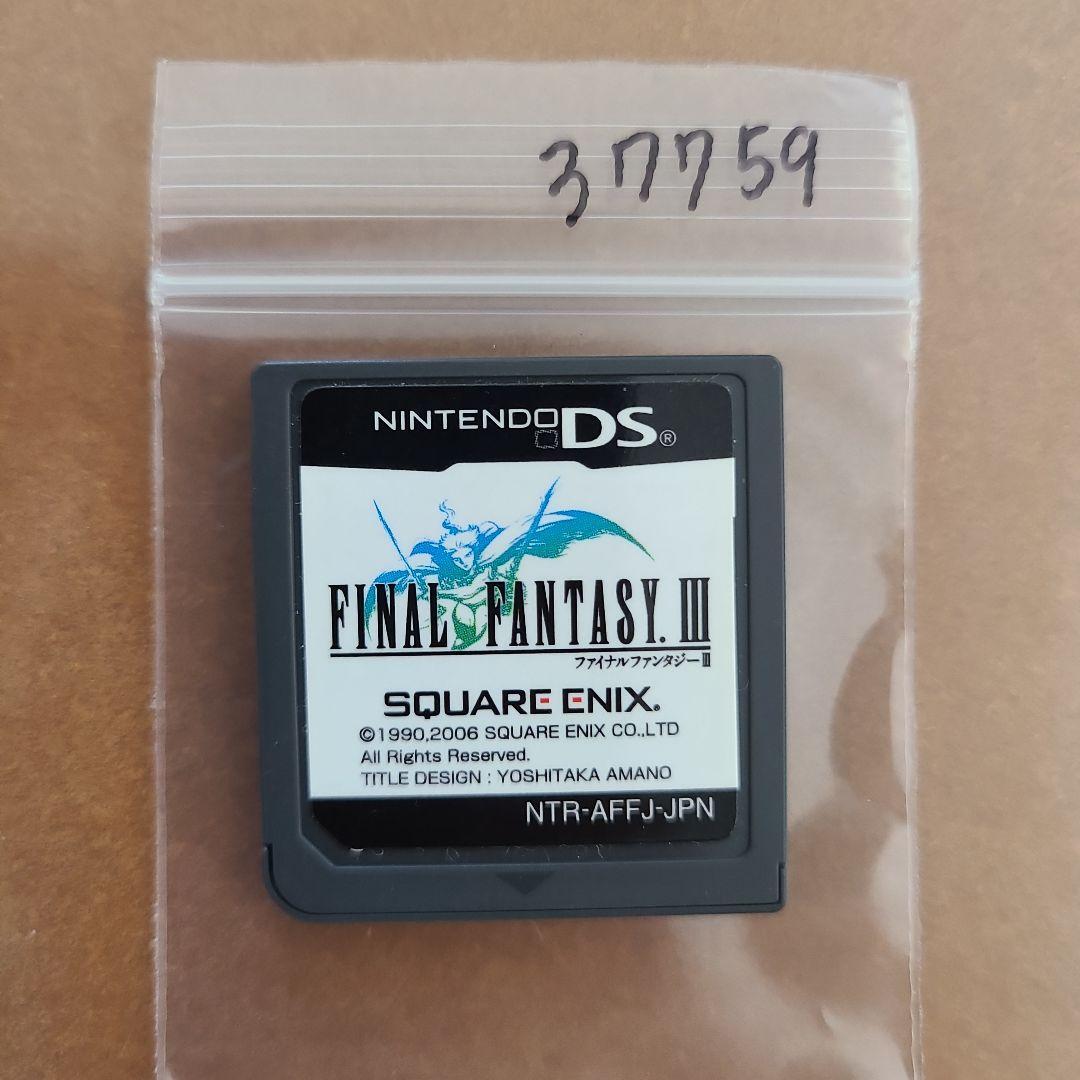 37759
NINTENDO DS®
FINAL FANTASY. III
ファイナルファンタジーIII
SQUARE ENIX.
©1990,2006 SQUARE ENIX CO.,LTD
All Rights Reserved.
TITLE DESIGN : YOSHITAKA AMANO
NTR-AFFJ-JPN